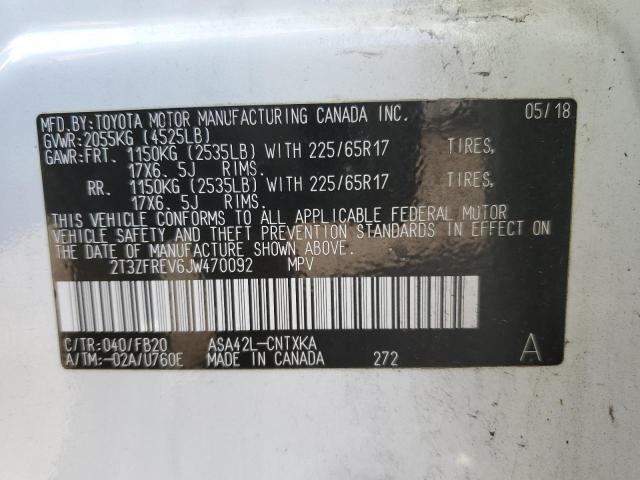 MFD.BY:TOYOTA MOTOR MANUFACTURING CANADA INC. 05/18
GVWR:2055KG (4525LB)
GAWR:FRT. 1150KG (2535LB) WITH 225/65R17 TIRES,
17X6. 5J RIMS.
RR. 1150KG (2535LB) WITH 225/65R17 TIRES,
17X6. 5J RIMS.
THIS VEHICLE CONFORMS TO ALL APPLICABLE FEDERAL MOTOR
VEHICLE SAFETY AND THEFT PREVENTION STANDARDS IN EFFECT ON
THE DATE OF MANUFACTURE SHOWN ABOVE.
2T3ZFREV6JW470092 MPV
C/TR:040/FB20 ASA42L-CNTXKA
A/TM:-02A/U760E MADE IN CANADA 272 A